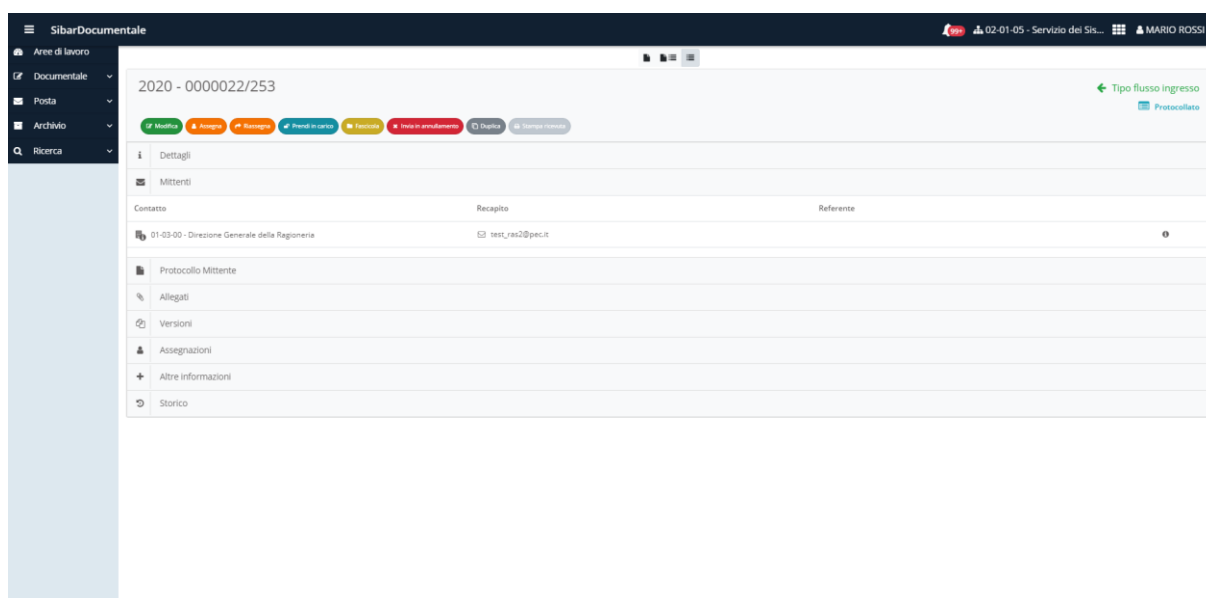 SibarDocumentale 99+ 02-01-05 - Servizio dei Sis... MARIO ROSSI
Aree di lavoro
Documentale
Posta
Archivio
Ricerca
2020 - 0000022/253
Tipo flusso ingresso
Protocollato
Modifica Assegna Riassegna Prendi in carico Fascicola Invia in annullamento Duplica Stampa ricevuta
Dettagli
Mittenti
Contatto Recapito Referente
01-03-00 - Direzione Generale della Ragioneria test_ras2@pec.it
Protocollo Mittente
Allegati
Versioni
Assegnazioni
Altre informazioni
Storico